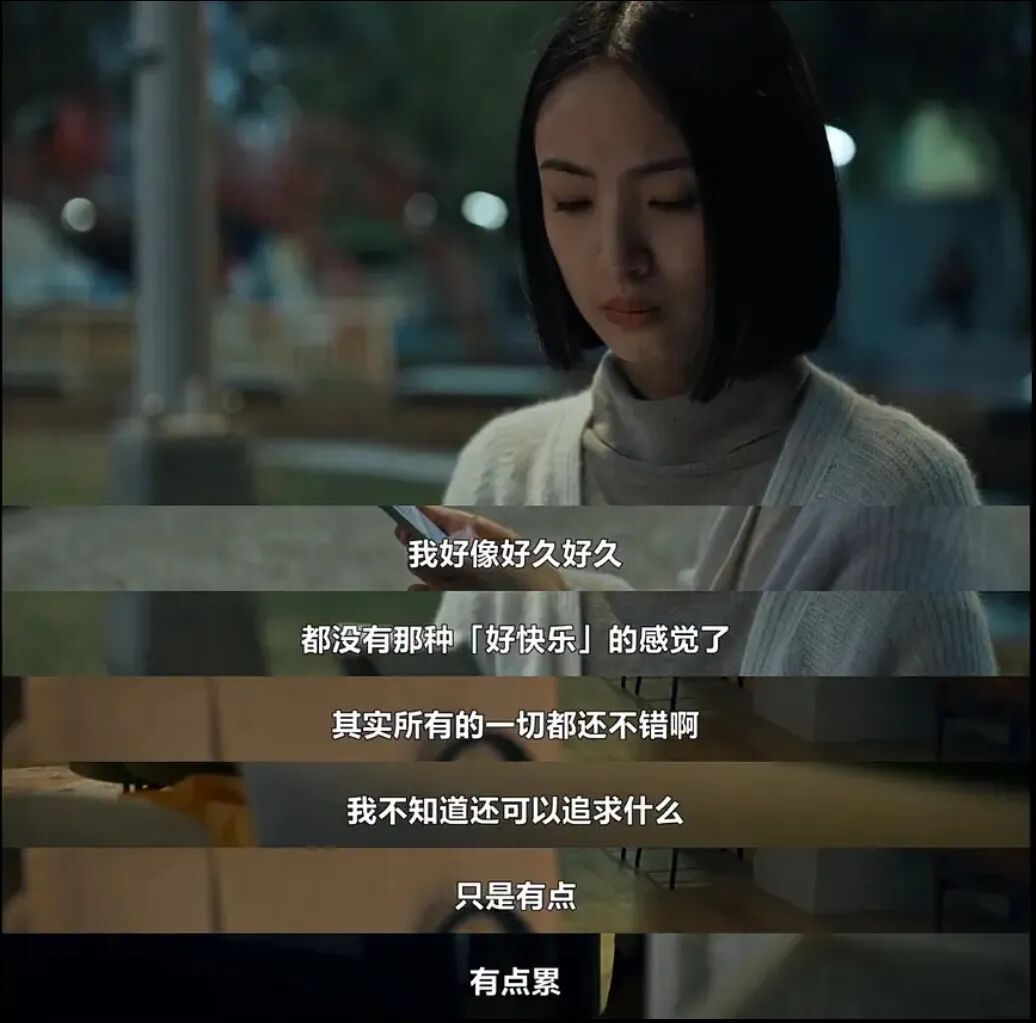 我好像好久好久
都没有那种「好快乐」的感觉了
其实所有的一切都还不错啊
我不知道还可以追求什么
只是有点
有点累